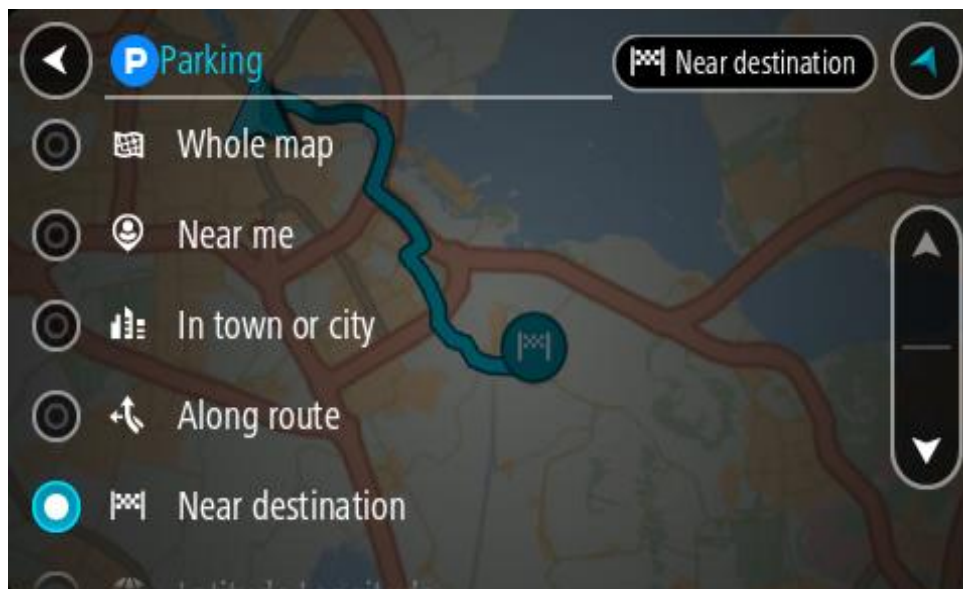 P Parking
Near destination
Whole map
Near me
In town or city
Along route
Near destination